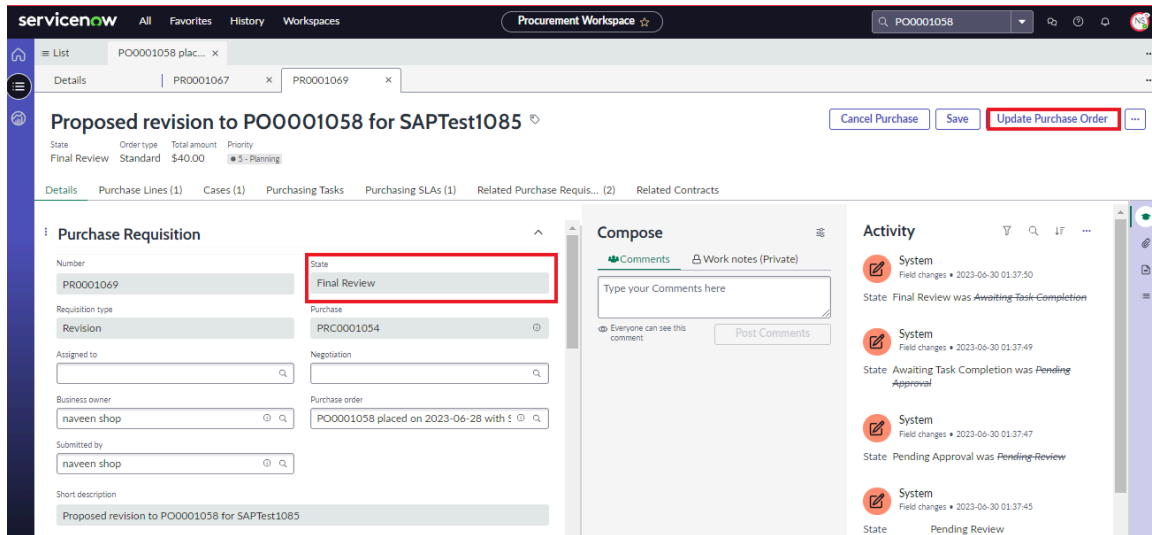 servicenow All Favorites History Workspaces Procurement Workspace PO0001058 NS
List PO0001058 plac... ×
Details PR0001067 × PR0001069 ×
Proposed revision to PO0001058 for SAPTest1085
Cancel Purchase Save Update Purchase Order
State Order type Total amount Priority
Final Review Standard $40.00 5 - Planning
Details Purchase Lines (1) Cases (1) Purchasing Tasks Purchasing SLAs (1) Related Purchase Requis... (2) Related Contracts
Purchase Requisition
Number State
PR0001069 Final Review
Requisition type Purchase
Revision PRC0001054
Assigned to Negotiation
Business owner Purchase order
naveen shop PO0001058 placed on 2023-06-28 with S
Submitted by
naveen shop
Short description
Proposed revision to PO0001058 for SAPTest1085
Compose
Comments Work notes (Private)
Type your Comments here
Everyone can see this
comment
Post Comments
Activity
System
Field changes • 2023-06-30 01:37:50
State Final Review was Awaiting Task Completion
System
Field changes • 2023-06-30 01:37:49
State Awaiting Task Completion was Pending
Approval
System
Field changes • 2023-06-30 01:37:47
State Pending Approval was Pending Review
System
Field changes • 2023-06-30 01:37:45
State Pending Review